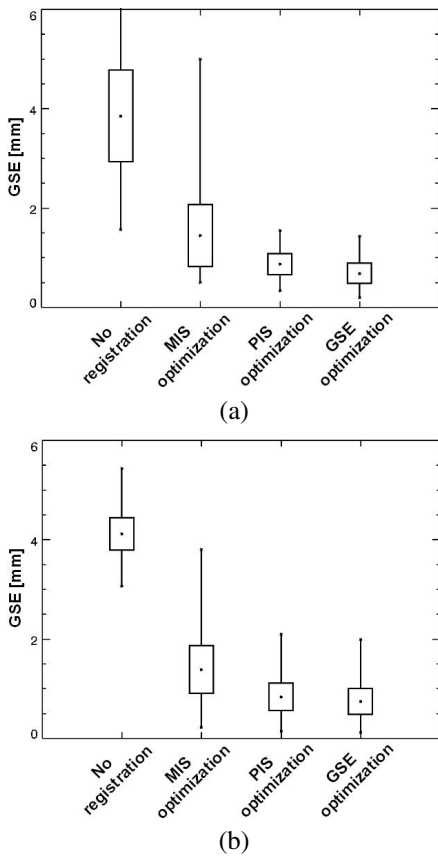 6
4
2
0
GSE [mm]
No
registration
MIS
optimization
PIS
optimization
GSE
optimization
(a)
6
4
2
0
GSE [mm]
No
registration
MIS
optimization
PIS
optimization
GSE
optimization
(b)